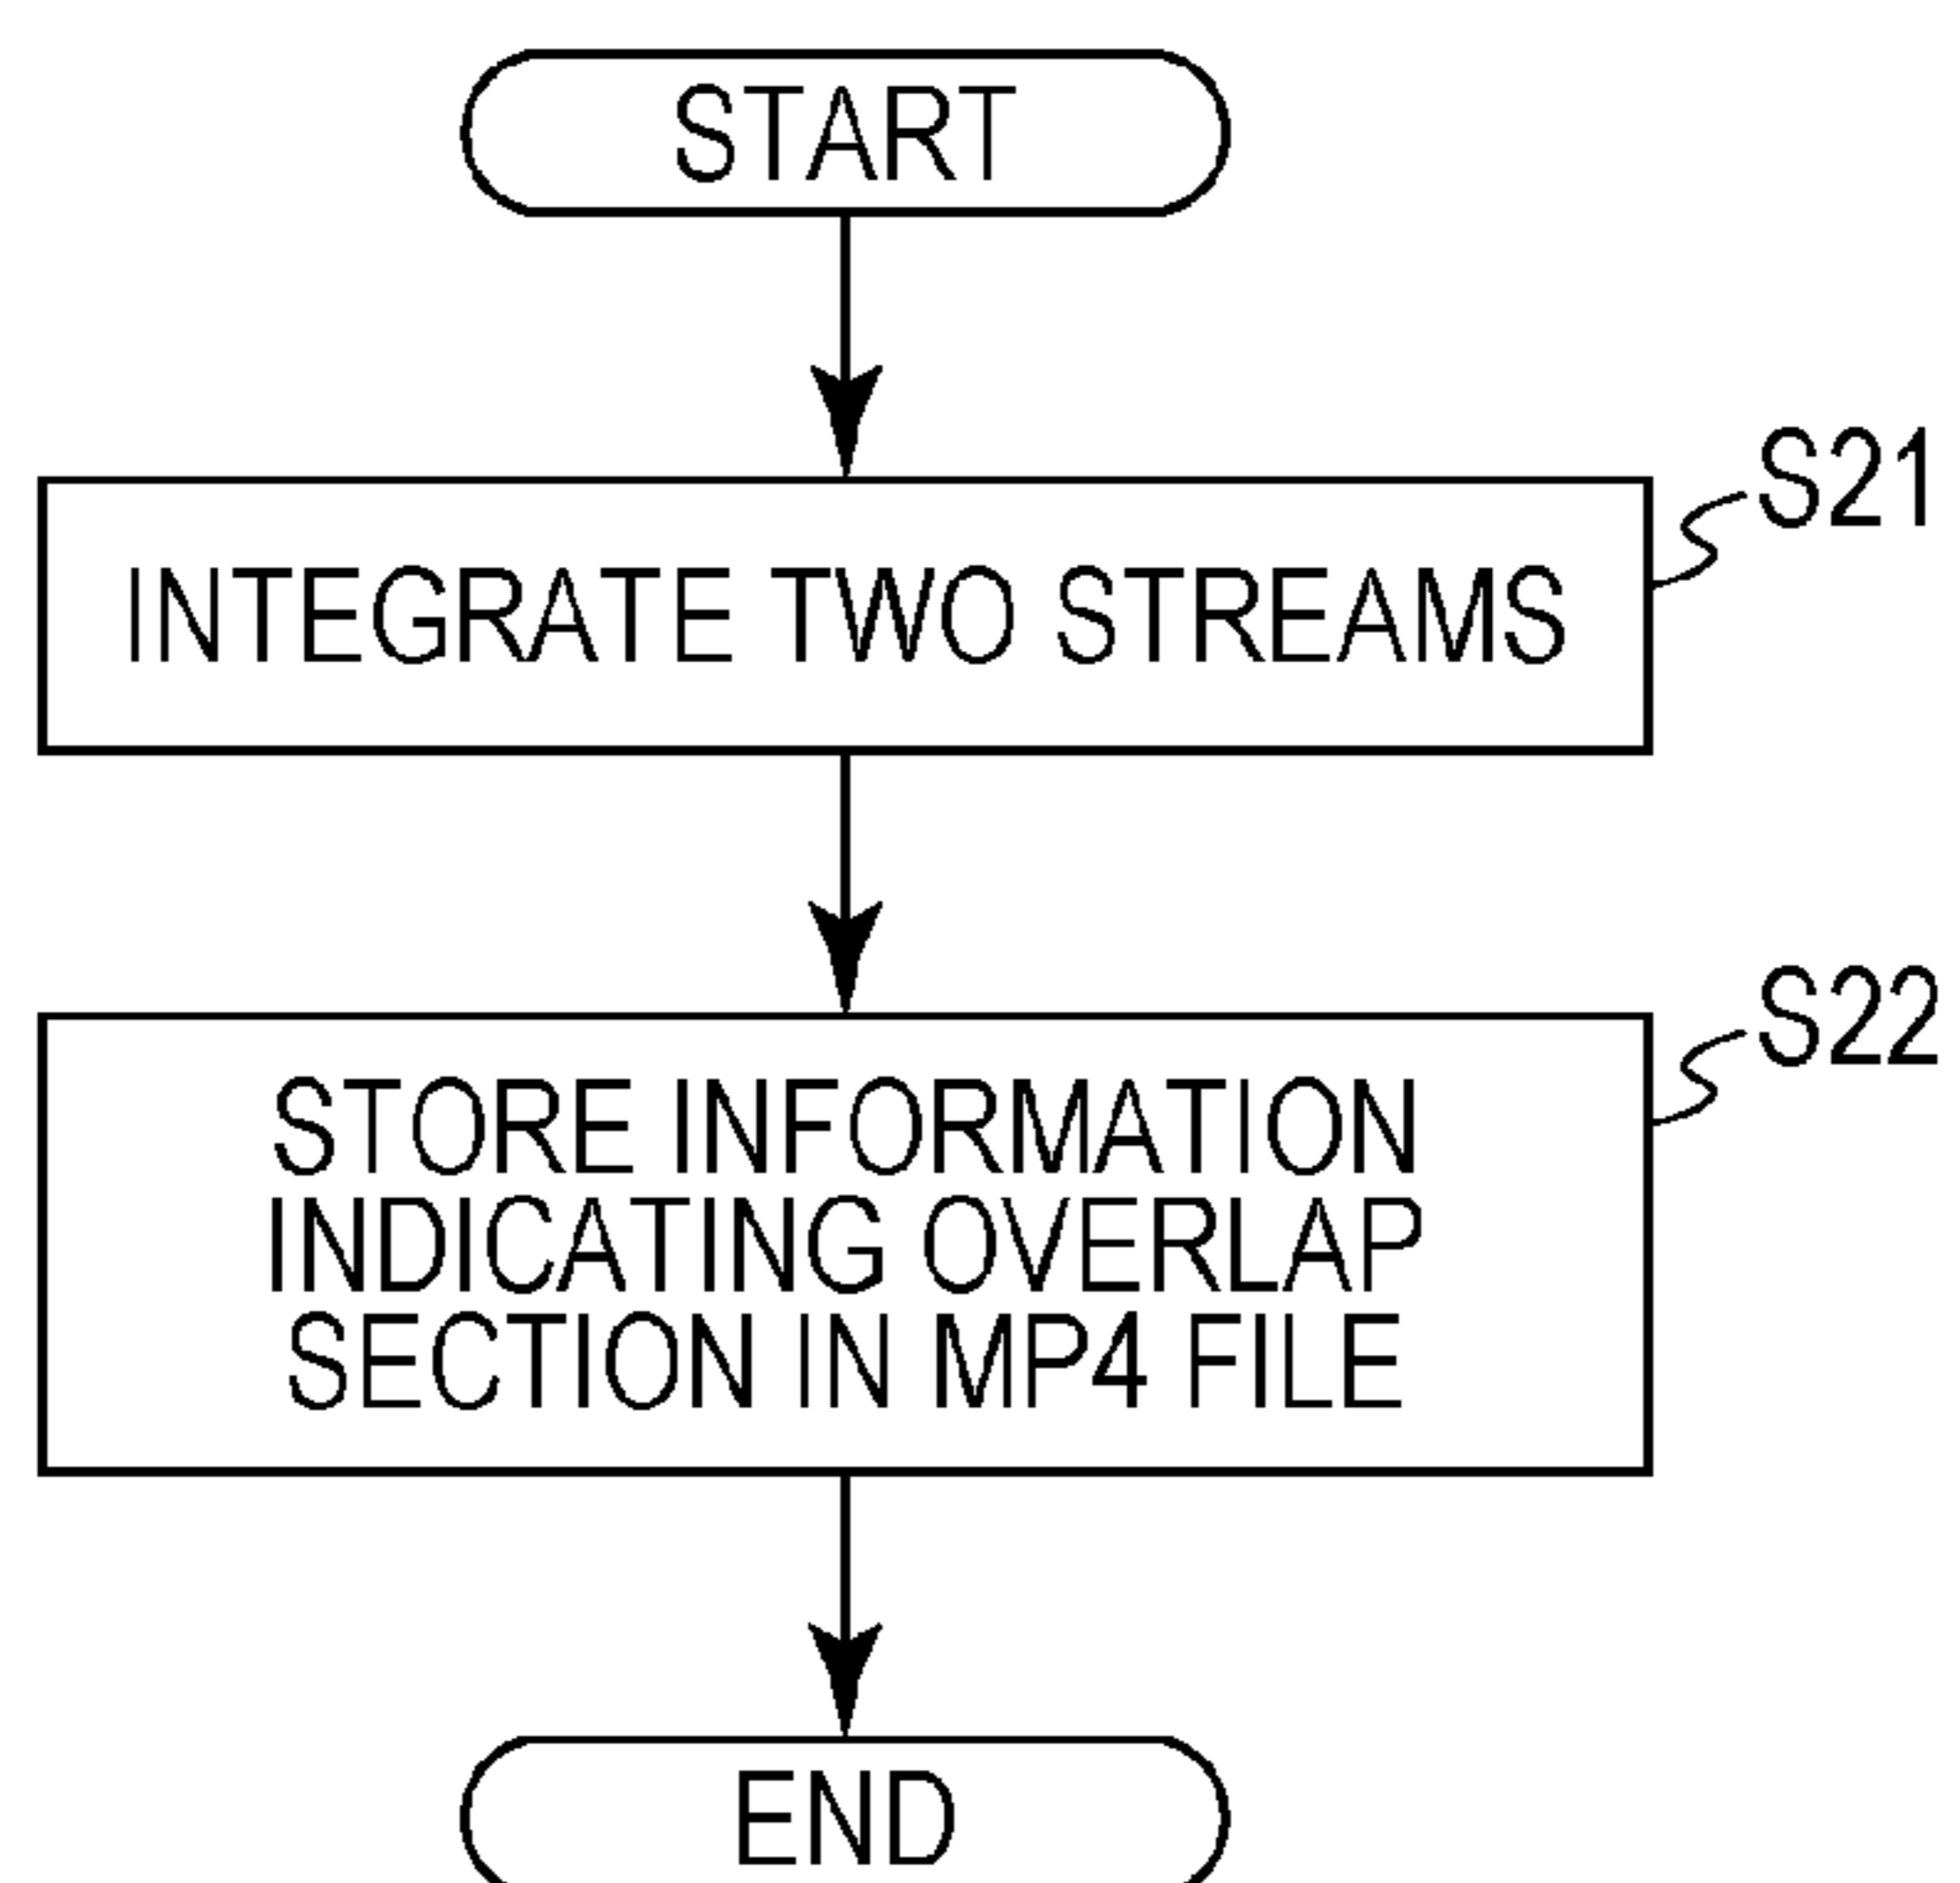 START
S21
INTEGRATE TWO STREAMS
S22
STORE INFORMATION
INDICATING OVERLAP
SECTION IN MP4 FILE
END